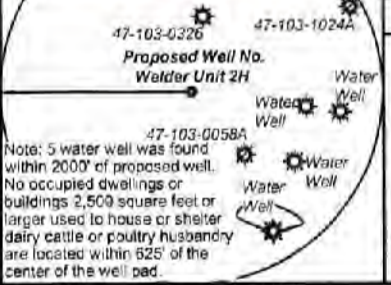 47-103-0326
47-103-1024A
Proposed Well No.
Welder Unit 2H
Water
Well
Water
Well
47-103-0058A
Water
Well
Water
Well
Note: 5 water well was found
within 2000' of proposed well.
No occupied dwellings or
buildings 2,500 square feet or
larger used to house or shelter
dairy cattle or poultry husbandry
are located within 625' of the
center of the well pad.